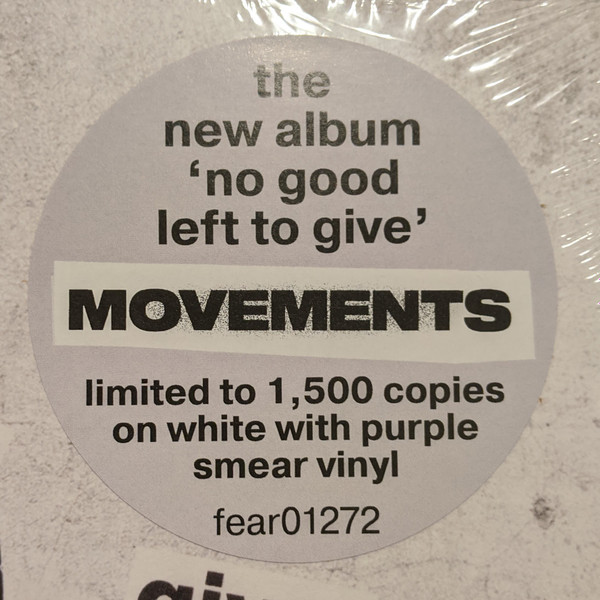 the
new album
‘no good
left to give’
MOVEMENTS
limited to 1,500 copies
on white with purple
smear vinyl
fear01272